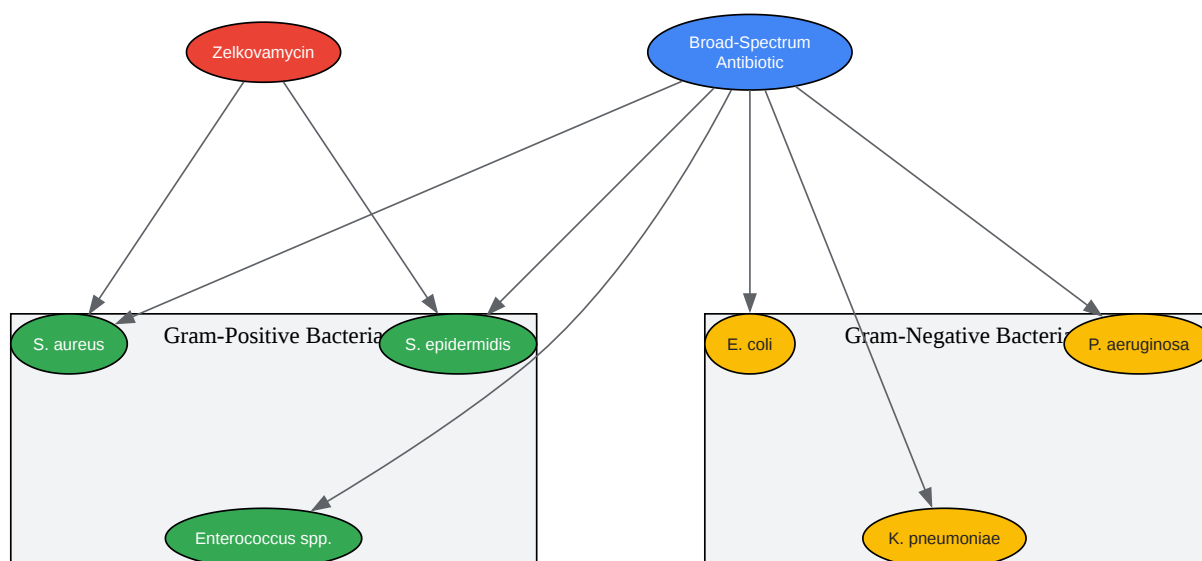 Zelkovamycin
Broad-Spectrum
Antibiotic
Gram-Positive Bacteria
S. aureus
S. epidermidis
Gram-Negative Bacteria
E. coli
P. aeruginosa
Enterococcus spp.
K. pneumoniae